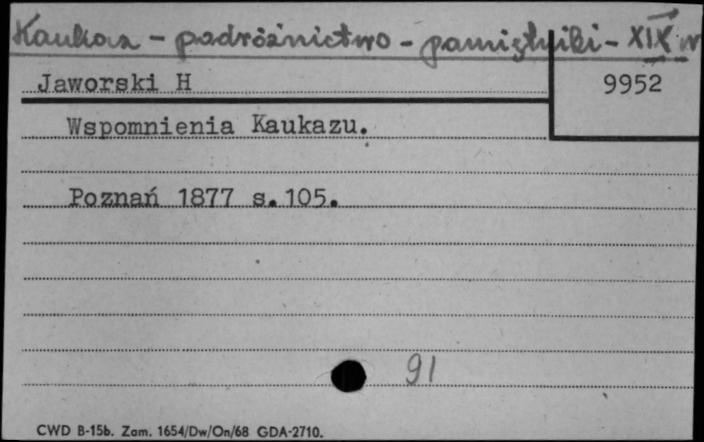 Kaukaz - podróżnictwo - pamiętniki - XIX w
Jaworski H
9952
Wspomnienia Kaukazu.
Poznań 1877 s.105.
91
CWD B-15b. Zam. 1654/Dw/On/68 GDA-2710.